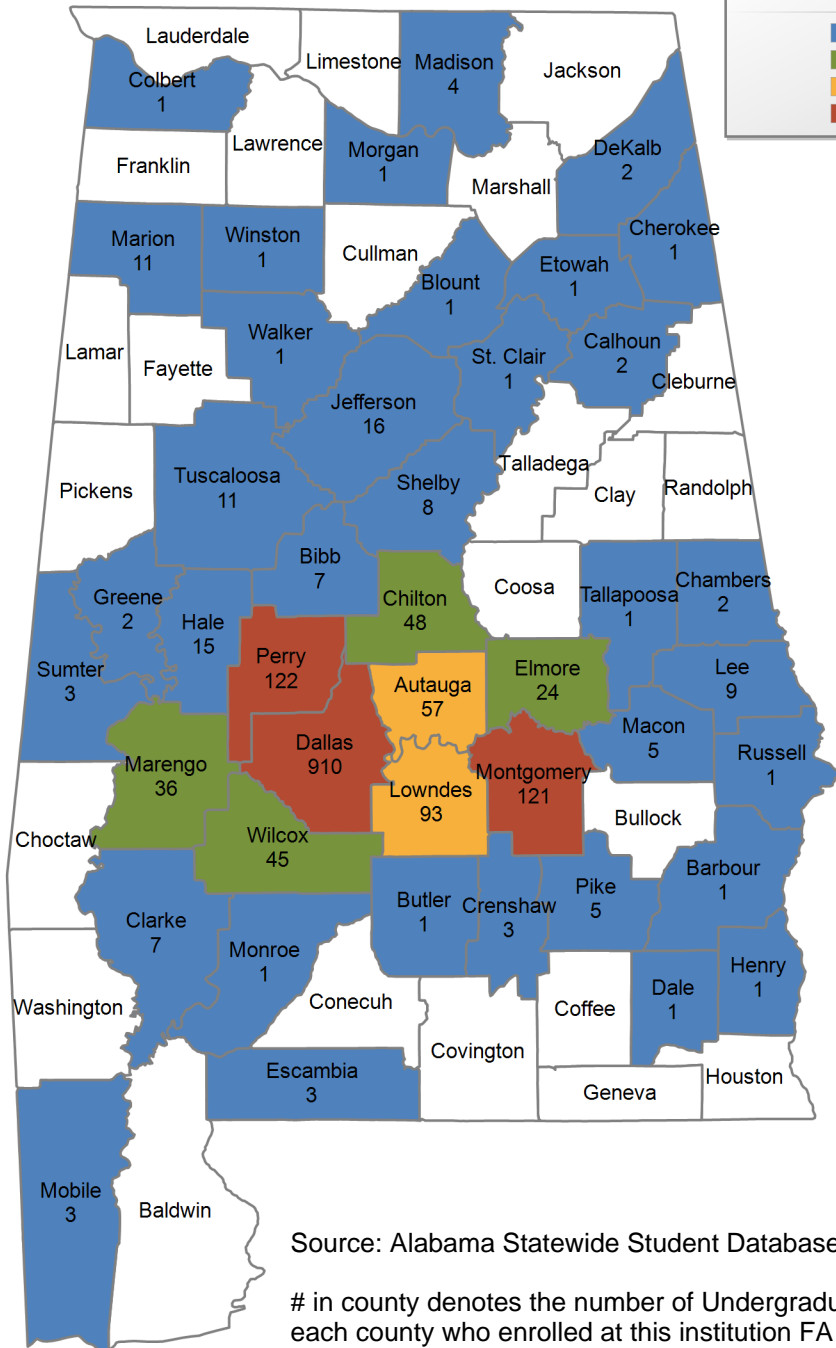 Lauderdale
Limestone
Madison
4
Jackson
Colbert
1
Lawrence
Morgan
1
DeKalb
2
Franklin
Marshall
Marion
11
Winston
1
Cullman
Cherokee
1
Blount
1
Etowah
1
Walker
1
Lamar
Fayette
St. Clair
1
Calhoun
2
Cleburne
Jefferson
16
Talladega
Tuscaloosa
11
Pickens
Shelby
8
Clay
Randolph
Bibb
7
Coosa
Chilton
48
Tallapoosa
1
Chambers
2
Greene
2
Hale
15
Perry
122
Sumter
3
Autauga
57
Elmore
24
Lee
9
Macon
5
Marengo
36
Dallas
910
Montgomery
121
Russell
1
Lowndes
93
Bullock
Choctaw
Wilcox
45
Barbour
1
Butler
1
Crenshaw
3
Pike
5
Clarke
7
Monroe
1
Henry
1
Dale
1
Washington
Conecuh
Coffee
Covington
Escambia
3
Geneva
Houston
Mobile
3
Baldwin
Source: Alabama Statewide Student Database
# in county denotes the number of
each county who enrolled at this institution FA